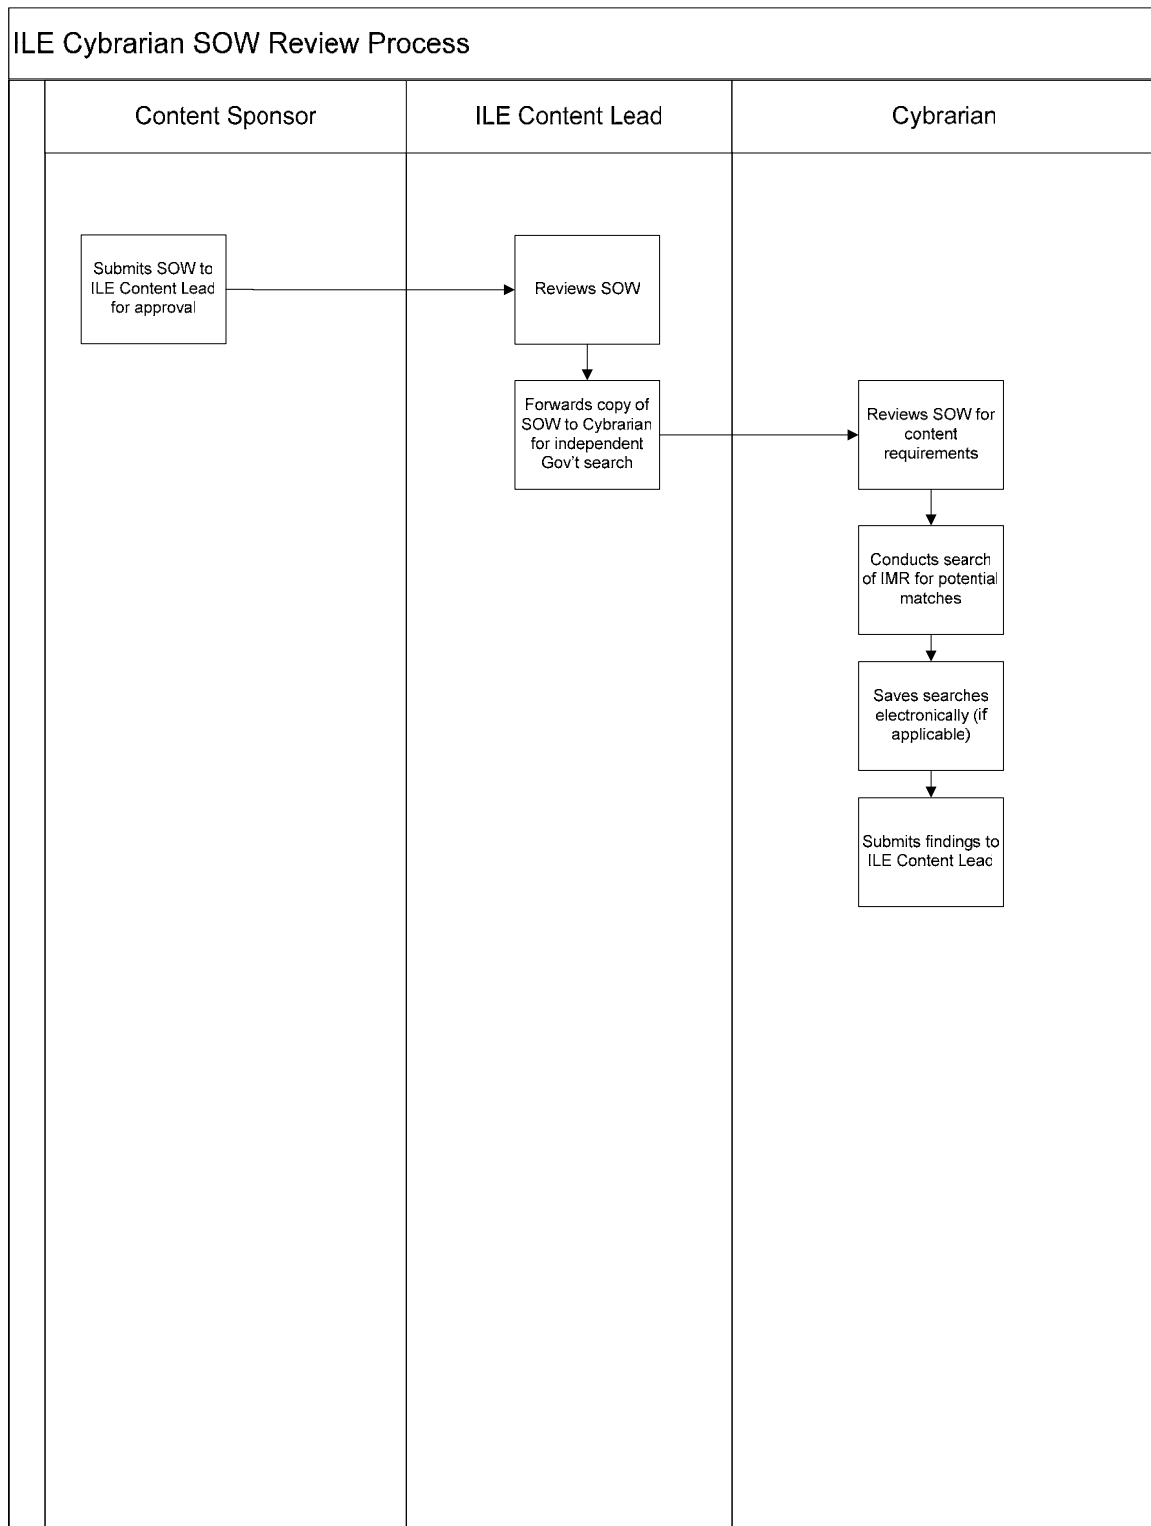 ILE Cybrarian SOW Review Process
Content Sponsor
ILE Content Lead
Cybrarian
Submits SOW to
ILE Content Lead
for approval
Reviews SOW
Forwards copy of
SOW to Cybrarian
for independent
Gov't search
Reviews SOW for
content
requirements
Conducts search
of IMR for potential
matches
Saves searches
electronically (if
applicable)
Submits findings to
ILE Content Lead